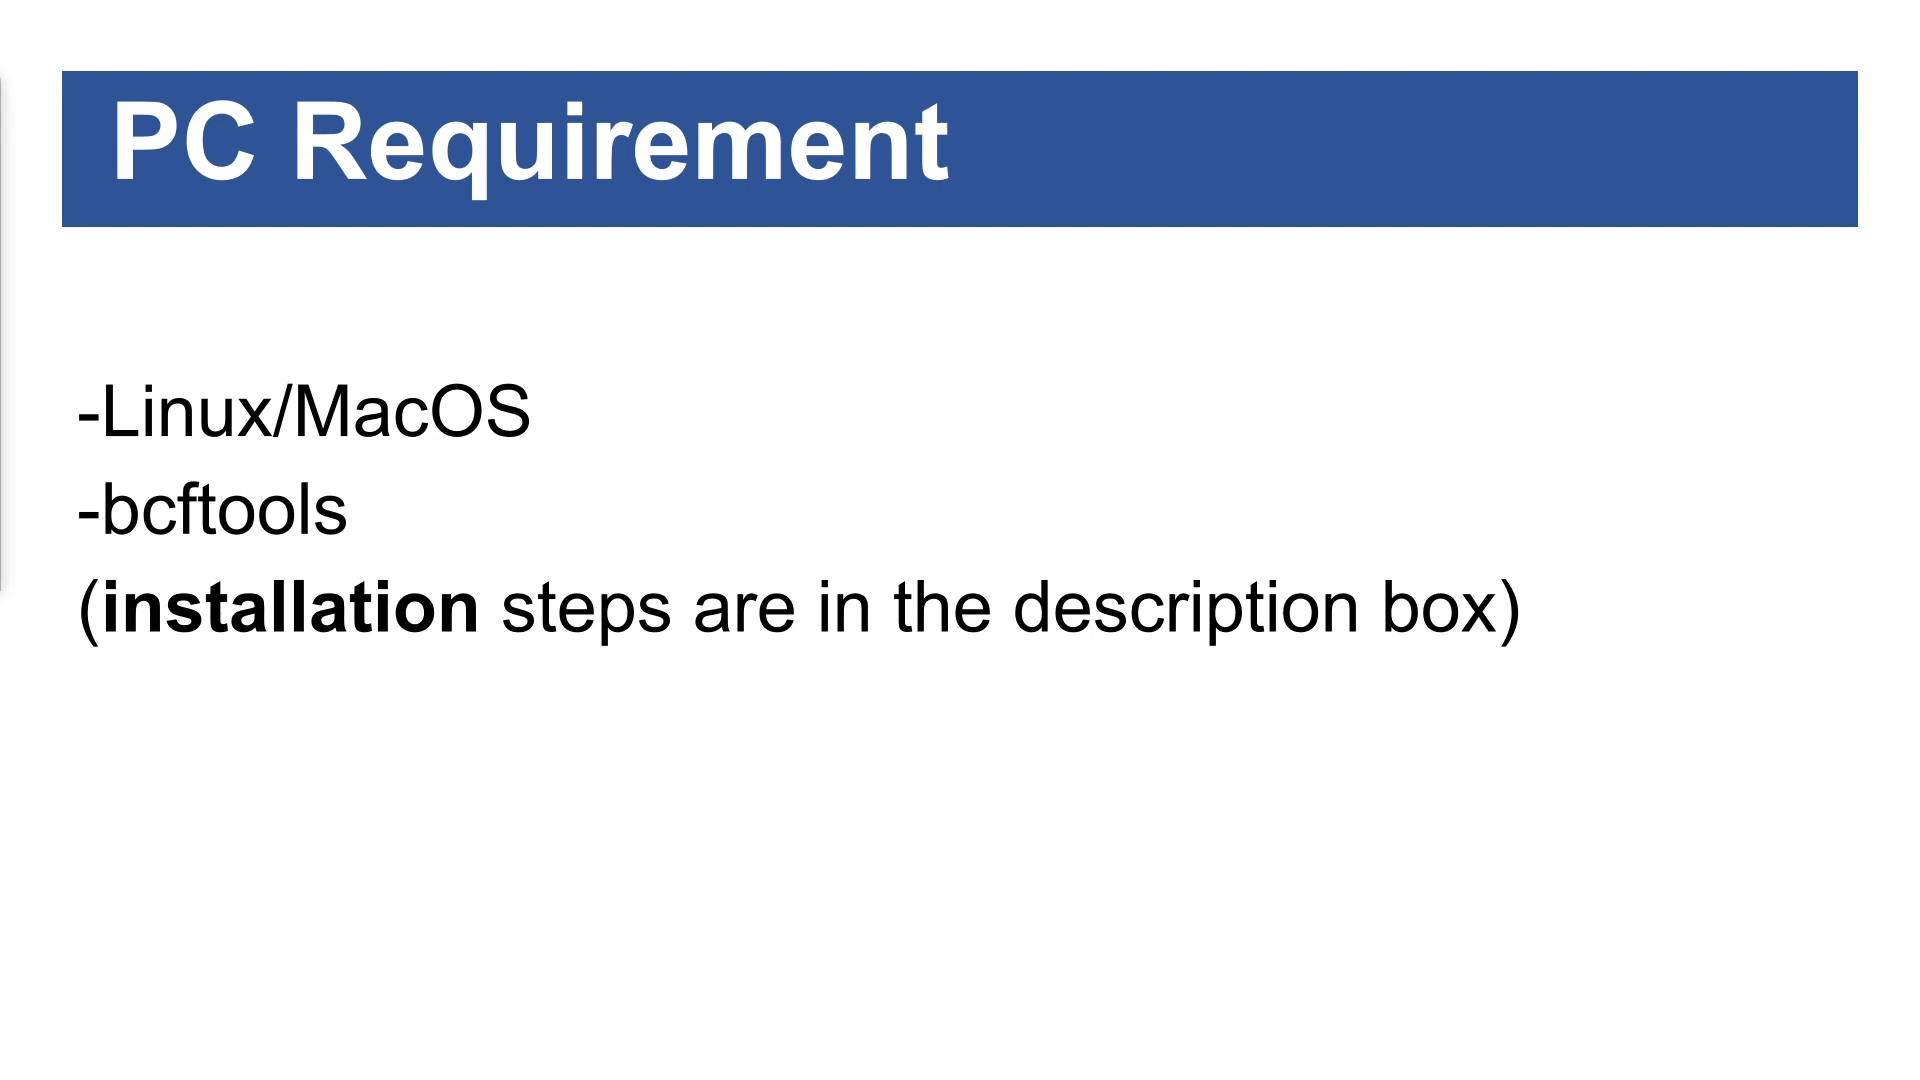 PC Requirement
-Linux/MacOS
-bcftools
(installation steps are in the description box)